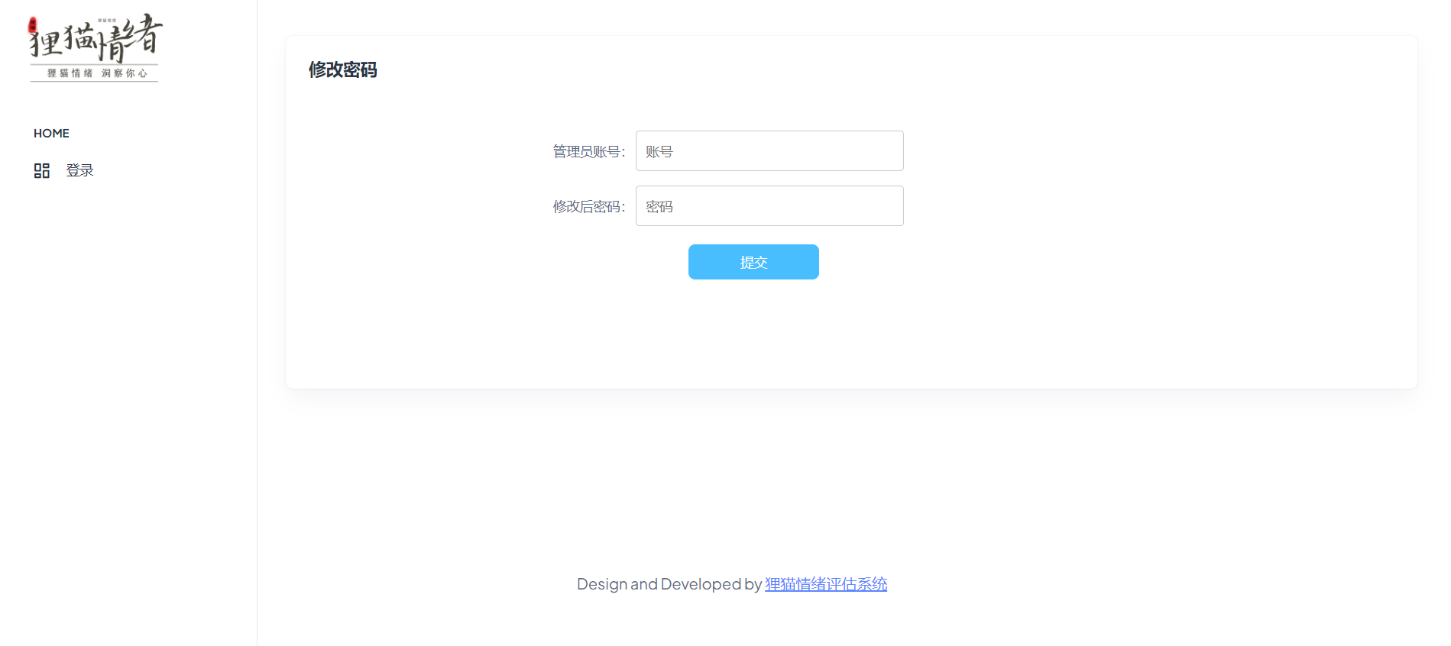 狸猫情绪
狸猫情绪 洞察你心
HOME
登录
修改密码
管理员账号：
账号
修改后密码：
密码
提交
Design and Developed by 狸猫情绪评估系统